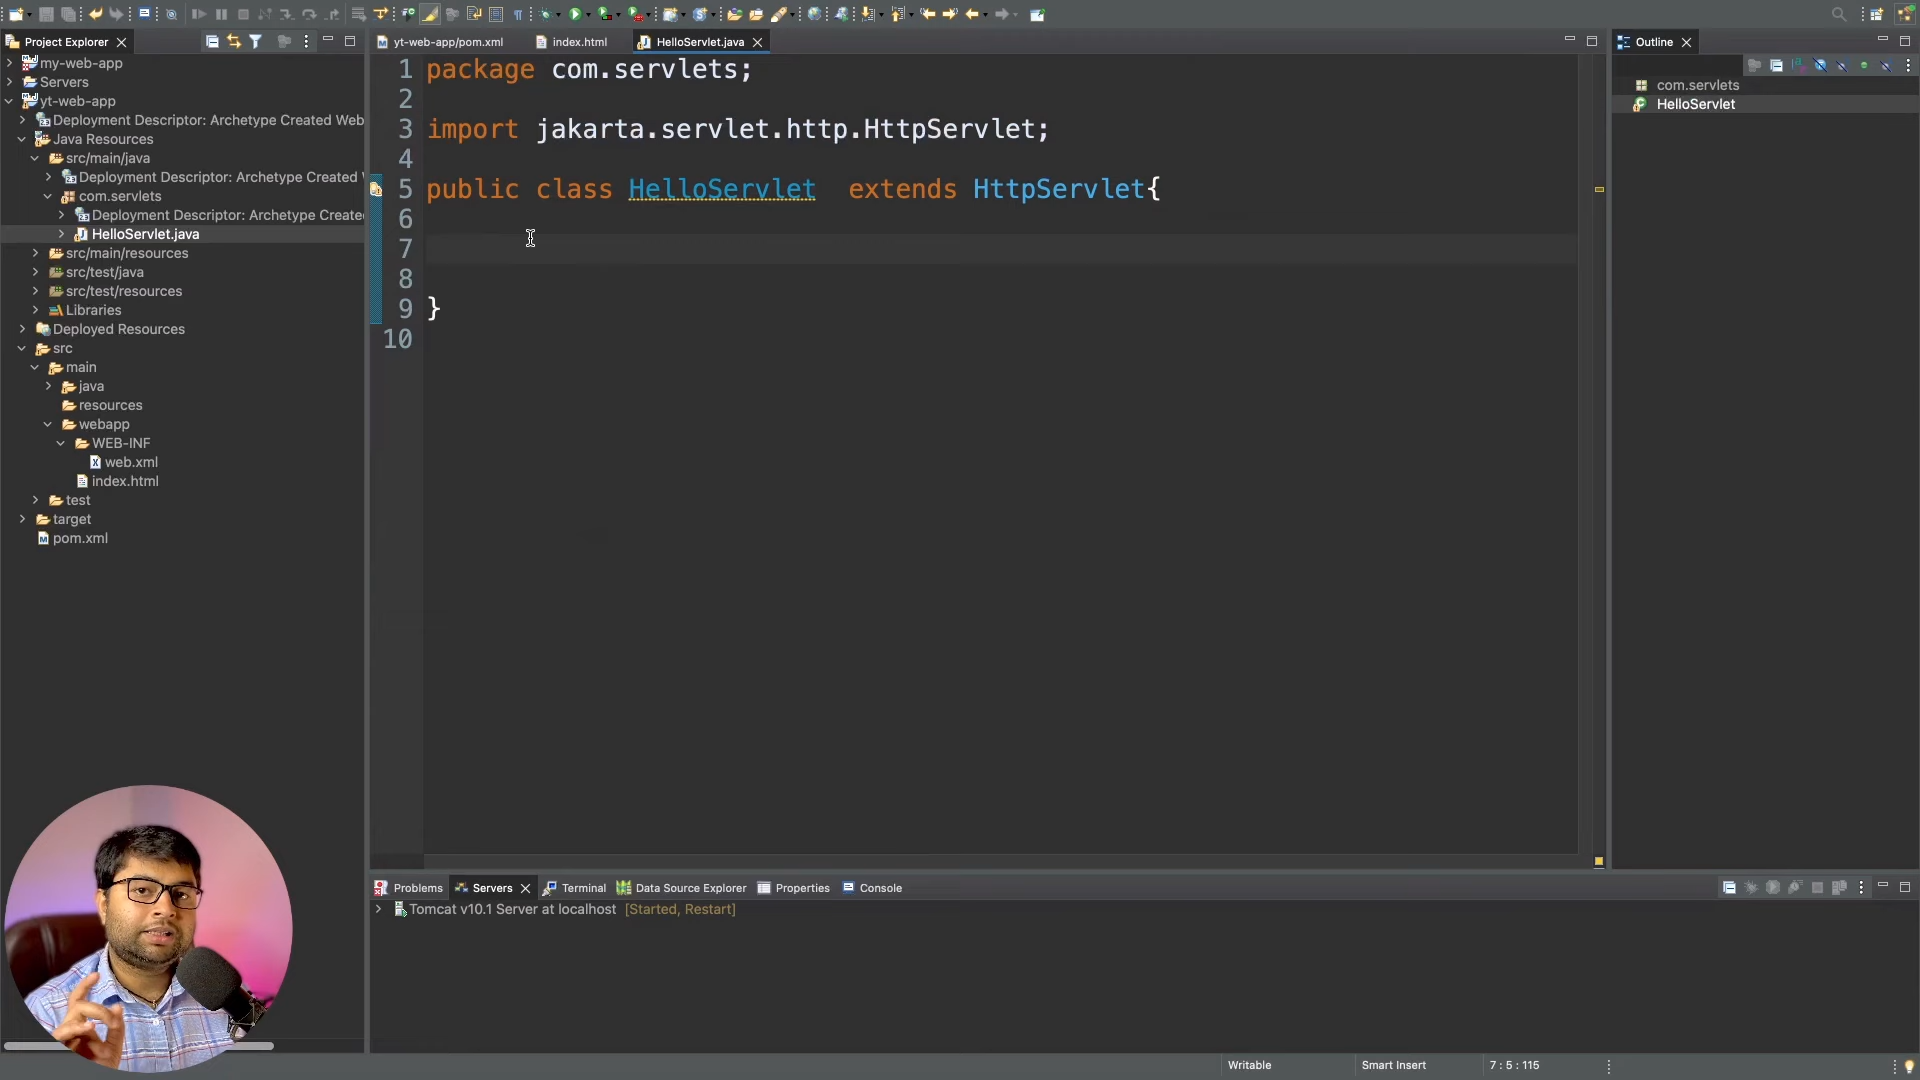 Project Explorer
yt-web-app/pom.xml
index.html
HelloServlet.java
Outline
my-web-app
Servers
yt-web-app
Deployment Descriptor: Archetype Created Web
Java Resources
src/main/java
Deployment Descriptor: Archetype Created
com.servlets
Deployment Descriptor: Archetype Create
HelloServlet.java
src/main/resources
src/test/java
src/test/resources
Libraries
Deployed Resources
src
main
java
resources
webapp
WEB-INF
web.xml
index.html
test
target
pom.xml
1 package com.servlets;
2
3 import jakarta.servlet.http.HttpServlet;
4
5 public class HelloServlet  extends HttpServlet{
6
7
8
9 }
10
com.servlets
HelloServlet
Problems
Servers
Terminal
Data Source Explorer
Properties
Console
Tomcat v10.1 Server at localhost [Started, Restart]
Writable
Smart Insert
7 : 5 : 115